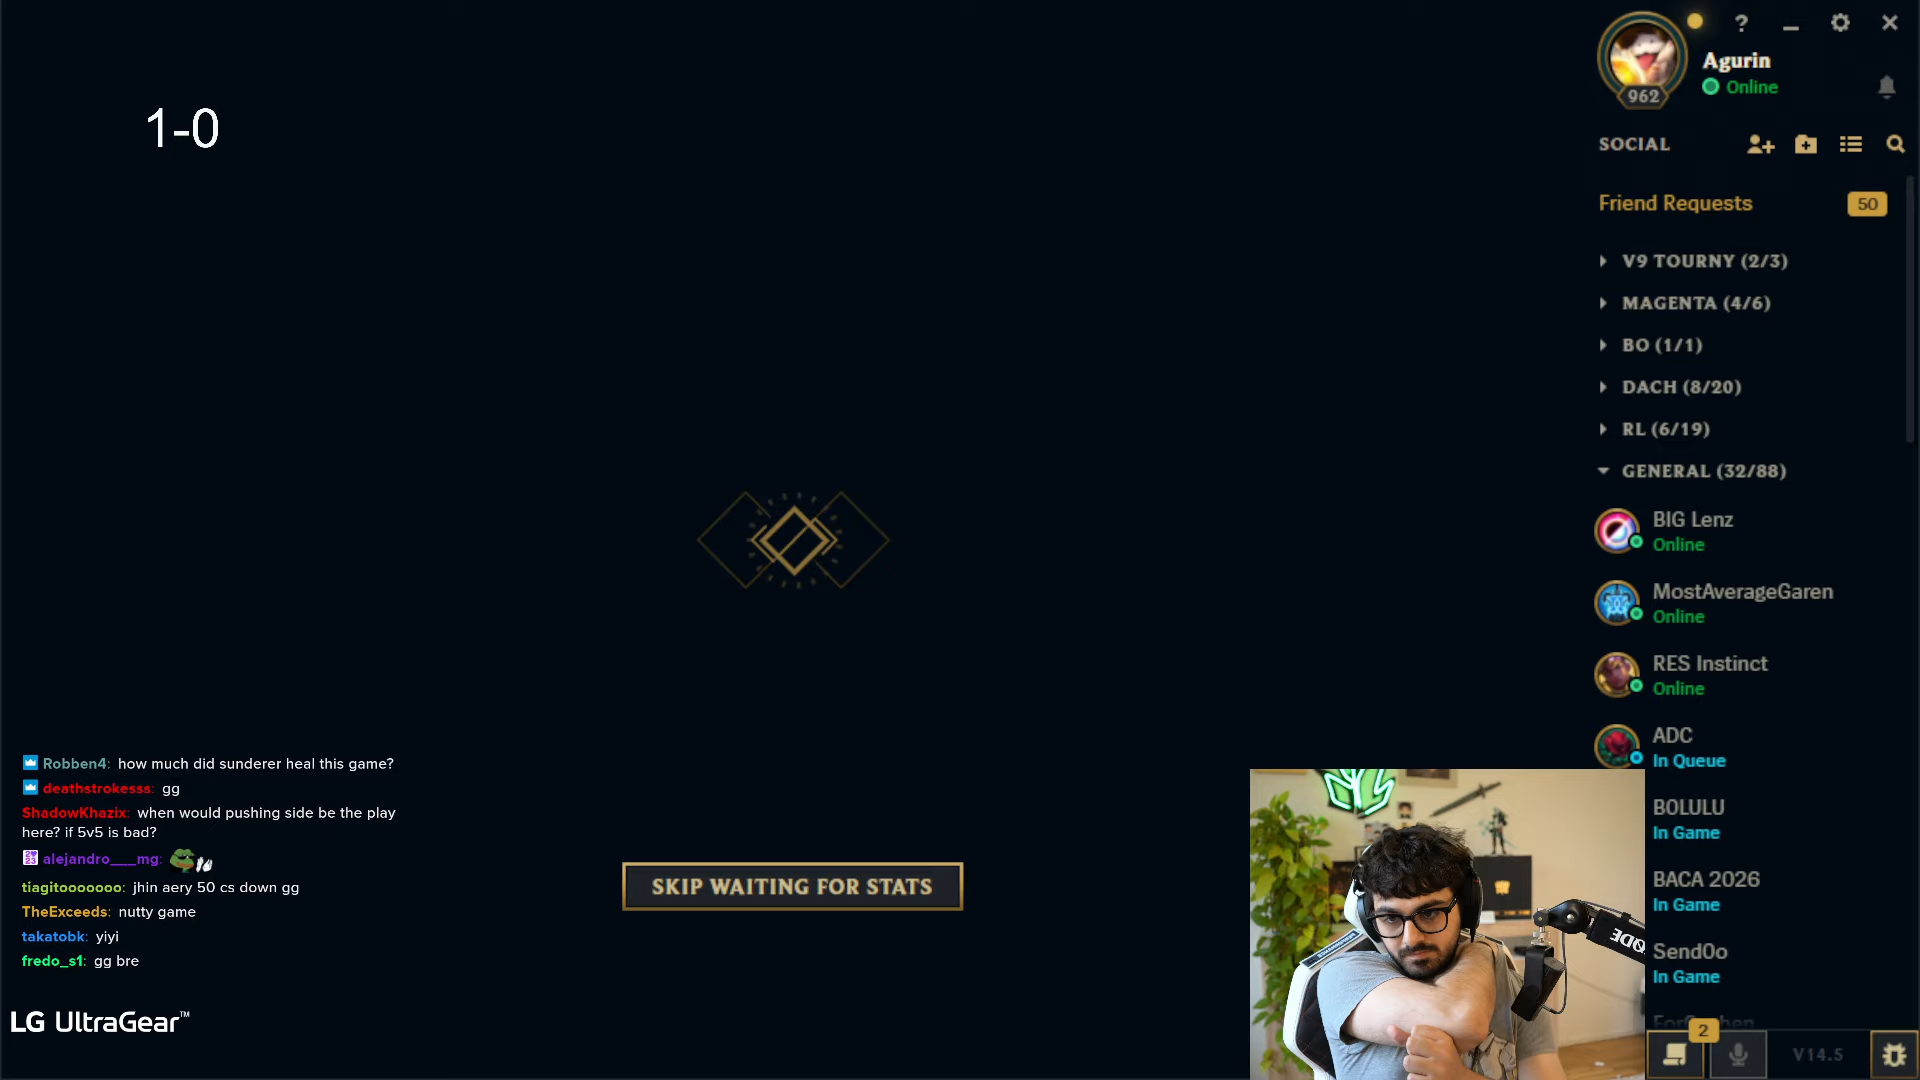 1-0
Agurin
Online
962
SOCIAL
Friend Requests
50
V9 TOURNY (2/3)
MAGENTA (4/6)
BO (1/1)
DACH (8/20)
RL (6/19)
GENERAL (32/88)
BIG Lenz
Online
MostAverageGaren
Online
RES Instinct
Online
ADC
In Queue
BOLULU
In Game
BACA 2026
In Game
Send0o
In Game
2
V14.5
Robben4: how much did sunderer heal this game?
deathstrokesss: gg
ShadowKhazix: when would pushing side be the play
here? if 5v5 is bad?
alejandro___mg:
tiagitooooooo: jhin aery 50 cs down gg
TheExceeds: nutty game
takatobk: yiyi
fredo_s1: gg bre
SKIP WAITING FOR STATS
LG UltraGear™